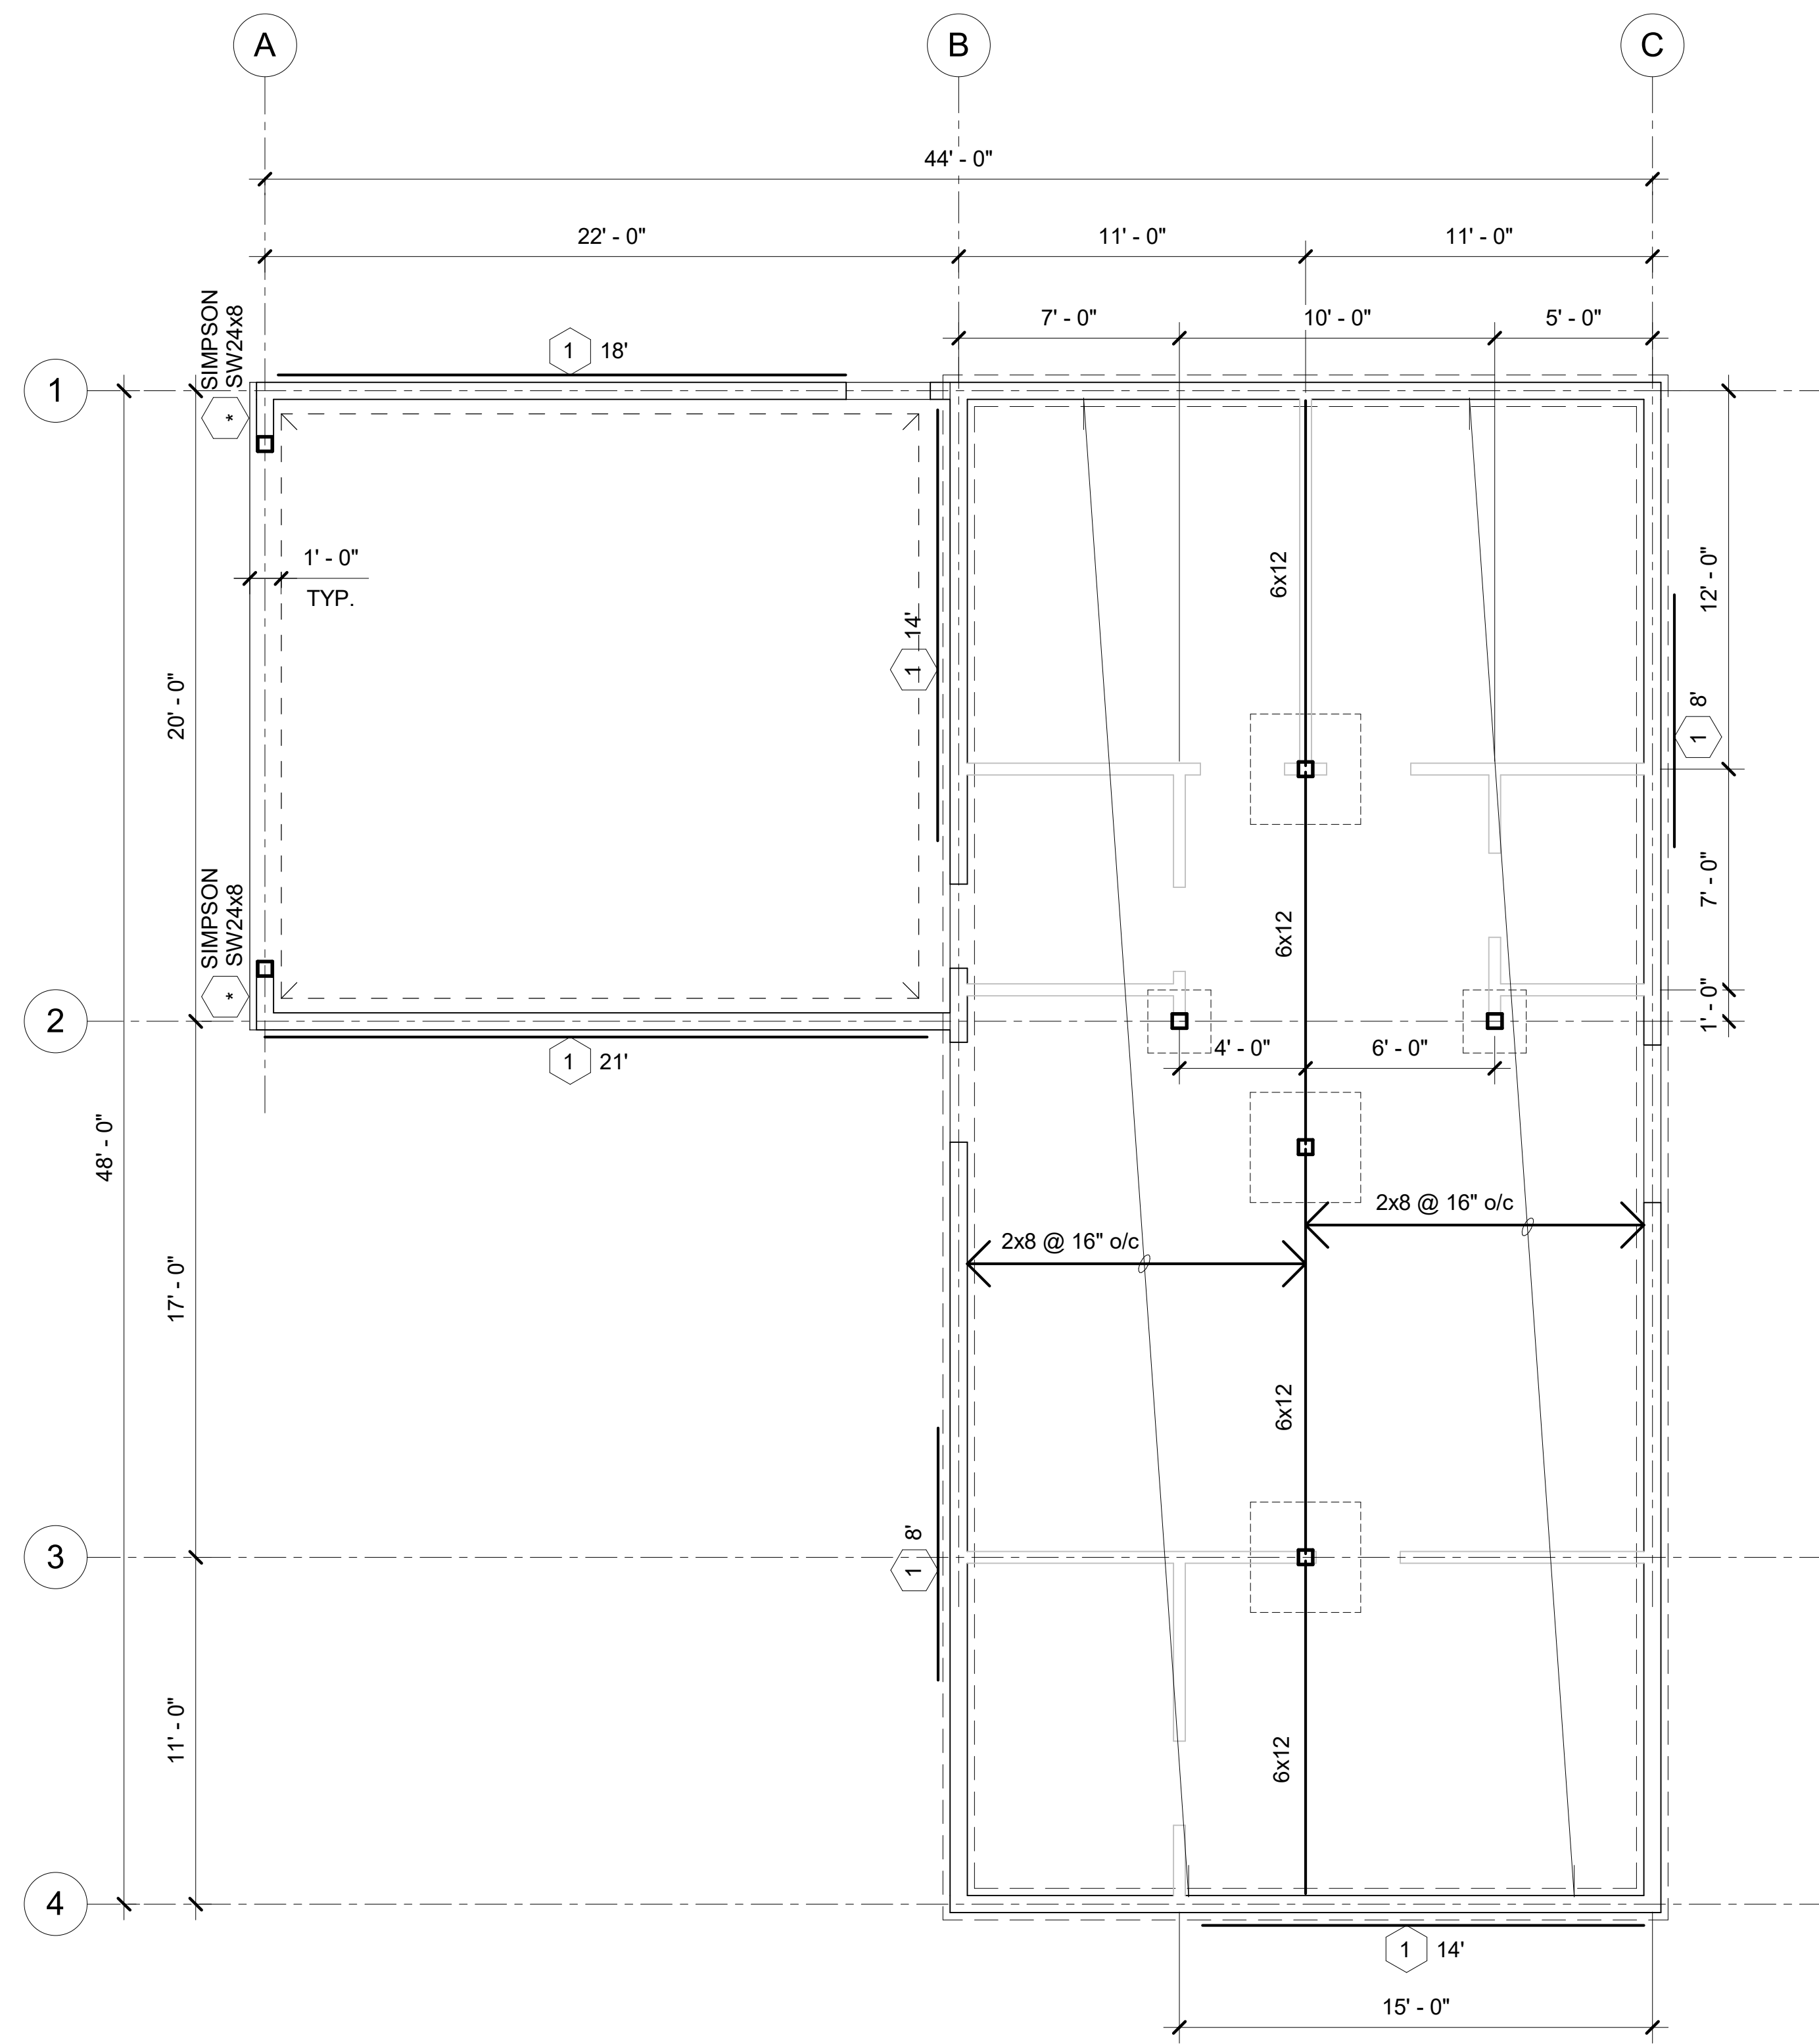 A
B
C
44' - 0"
22' - 0"
11' - 0"
11' - 0"
7' - 0"
10' - 0"
5' - 0"
SIMPSON
SW24x8
*
1
18'
1
1' - 0"
TYP.
6x12
12' - 0"
1
14'
20' - 0"
1
8'
7' - 0"
SIMPSON
SW24x8
*
6x12
1' - 0"
2
1
21'
4' - 0"
6' - 0"
48' - 0"
2x8 @ 16" o/c
2x8 @ 16" o/c
17' - 0"
6x12
3
1
8'
11' - 0"
6x12
4
1
14'
15' - 0"